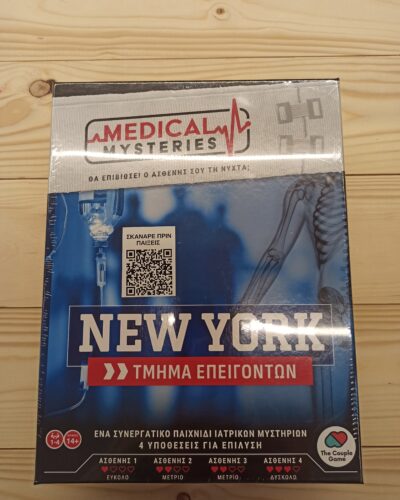 MEDICAL
MYSTERIES
ΘΑ ΕΠΙΒΙΩΣΕΙ Ο ΑΣΘΕΝΗΣ ΣΟΥ ΤΗ ΝΥΧΤΑ;
ΣΚΑΝΑΡΕ ΠΡΙΝ
ΠΑΙΞΕΙΣ
NEW YORK
ΤΜΗΜΑ ΕΠΕΙΓΟΝΤΩΝ
1-4
14+
ΕΝΑ ΣΥΝΕΡΓΑΤΙΚΟ ΠΑΙΧΝΙΔΙ ΙΑΤΡΙΚΩΝ ΜΥΣΤΗΡΙΩΝ
4 ΥΠΟΘΕΣΕΙΣ ΓΙΑ ΕΠΙΛΥΣΗ
The Couple
Game
ΑΣΘΕΝΗΣ 1 ΑΣΘΕΝΗΣ 2 ΑΣΘΕΝΗΣ 3 ΑΣΘΕΝΗΣ 4
ΕΥΚΟΛΟ ΜΕΤΡΙΟ ΜΕΤΡΙΟ ΔΥΣΚΟΛΟ